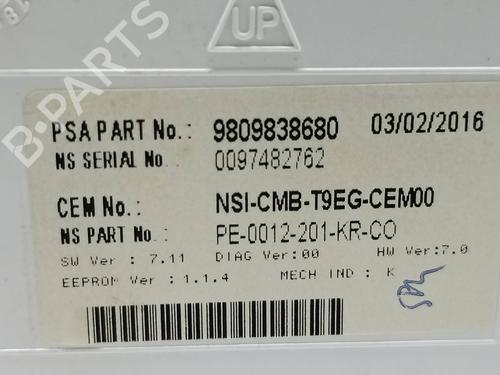 UP
PSA PART No.: 9809838680 03/02/2016
NS SERIAL No. : 0097482762
CEM No.: NSI-CMB-T9EG-CEM00
NS PART No.: PE-0012-201-KR-CO
SW Ver : 7.11 DIAG Ver:00 HW Ver:7.0
EEPROM Ver : 1.1.4 MECH IND : K
B-PARTS